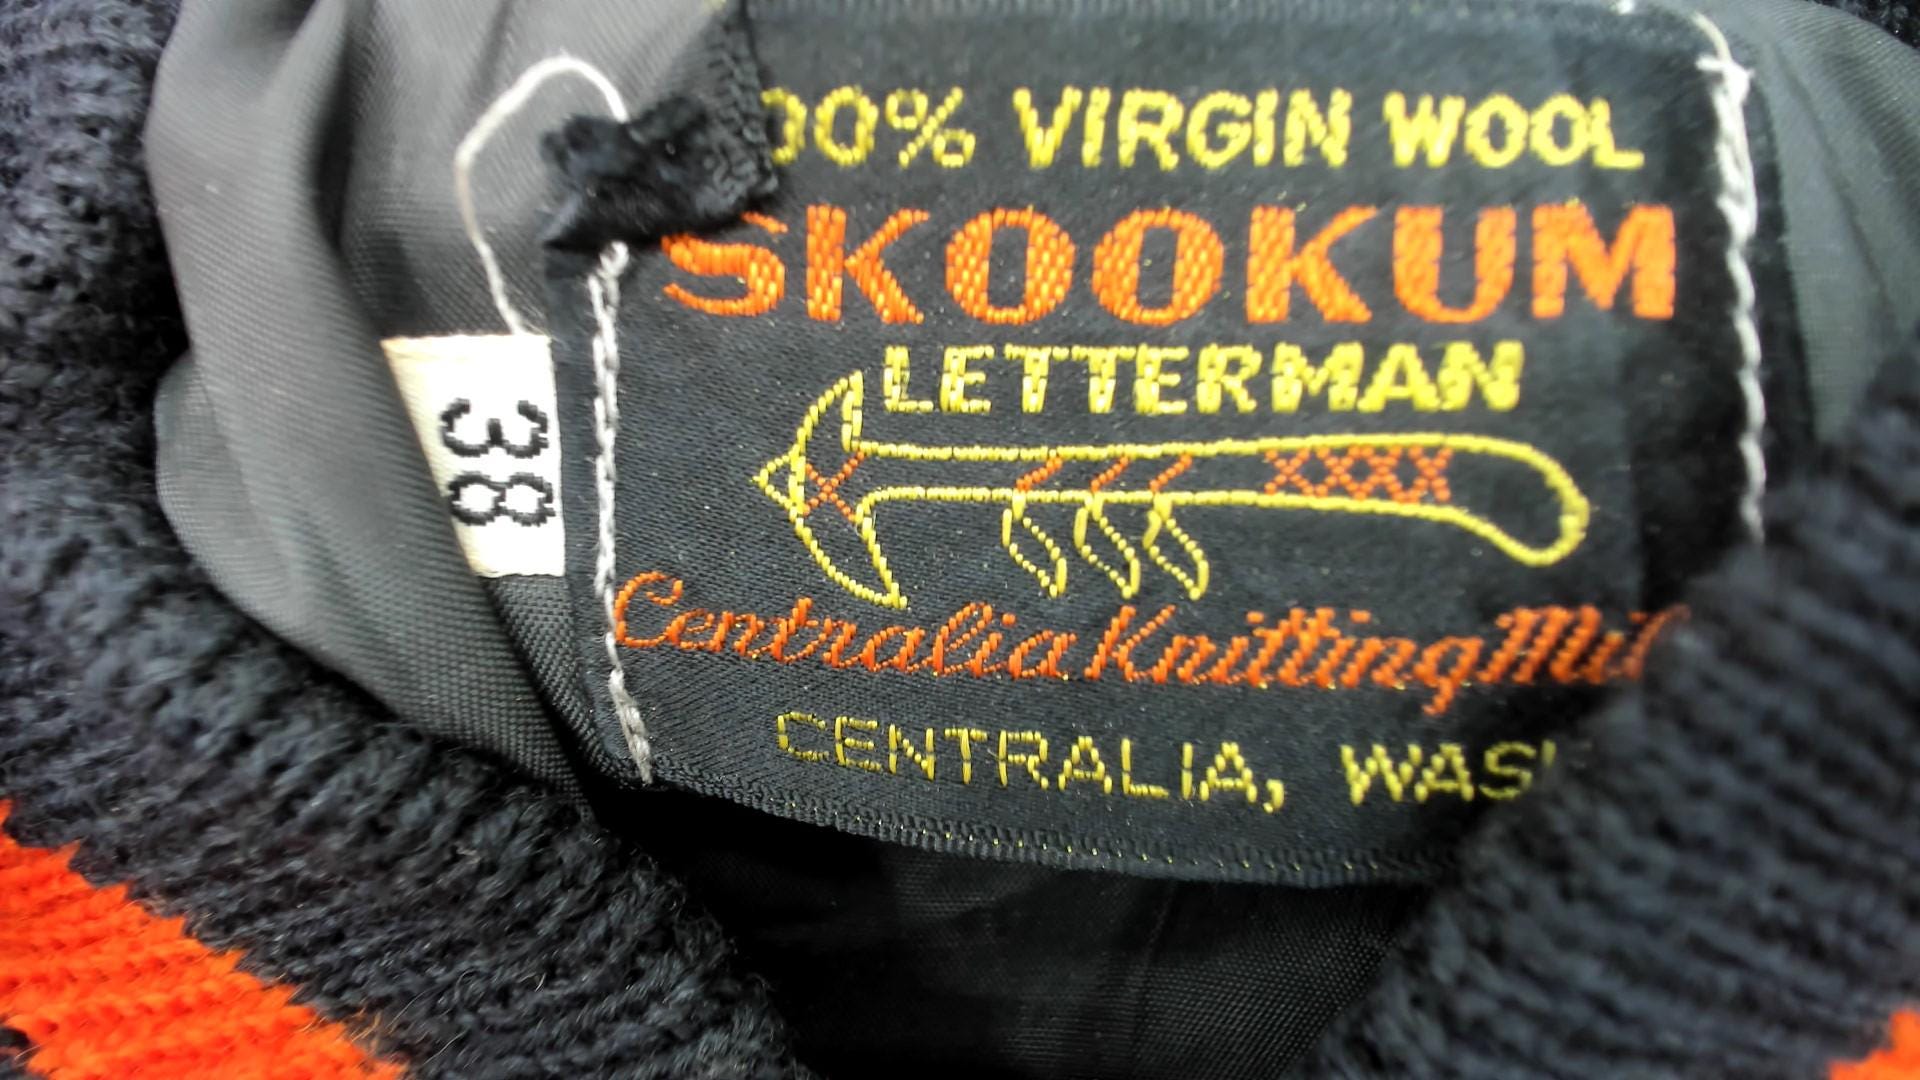 00% VIRGIN WOOL
SKOOKUM
LETTERMAN
Centralia Knitting Mil
CENTRALIA, WAS
38